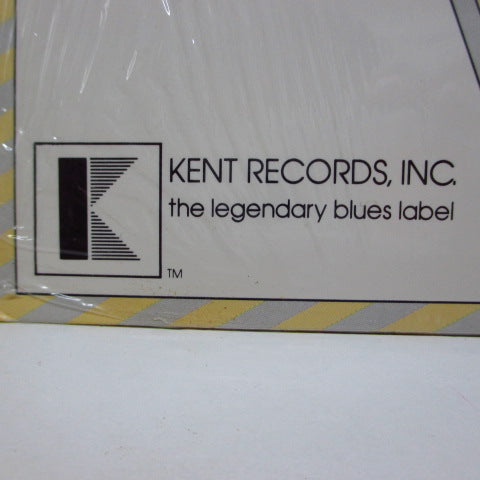 KENT RECORDS, INC.
the legendary blues label
K
TM